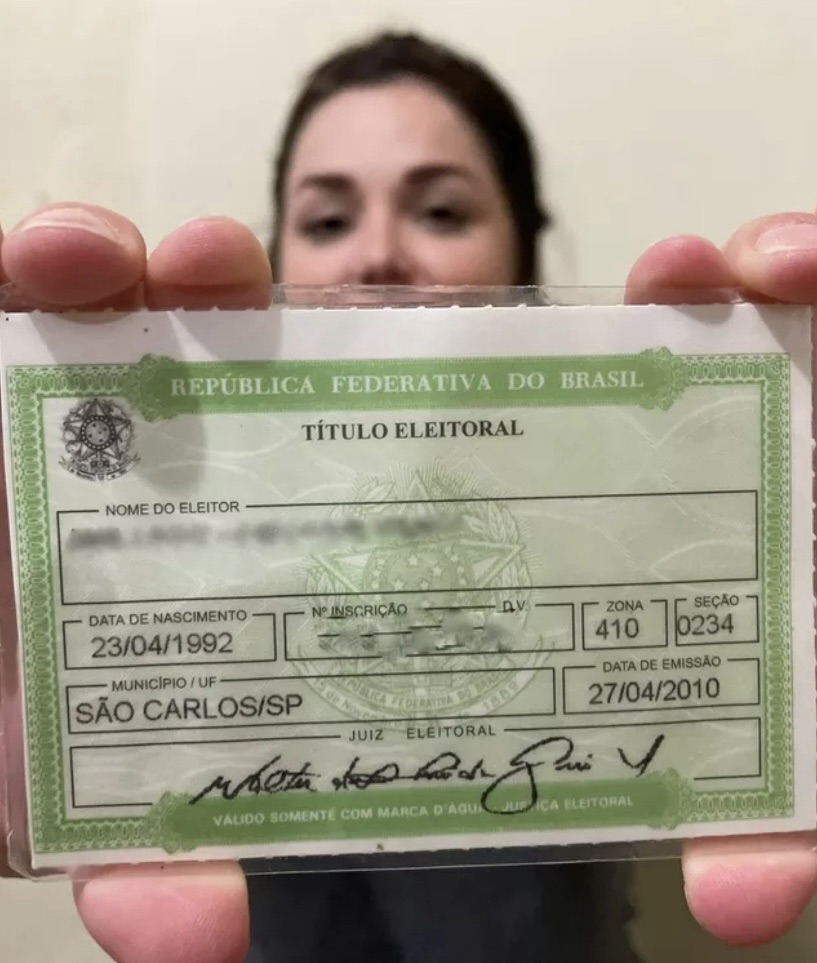 REPÚBLICA FEDERATIVA DO BRASIL
TÍTULO ELEITORAL
NOME DO ELEITOR
DATA DE NASCIMENTO
23/04/1992
Nº INSCRIÇÃO D.V.
ZONA
410
SEÇÃO
0234
MUNICÍPIO / UF
SÃO CARLOS/SP
DATA DE EMISSÃO
27/04/2010
JUIZ ELEITORAL
VÁLIDO SOMENTE COM MARCA D'ÁGUA JUSTIÇA ELEITORAL